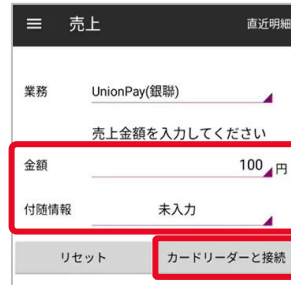 売上 直近明細
業務 UnionPay(銀聯)
売上金額を入力してください
金額 100 円
付随情報 未入力
リセット カードリーダーと接続